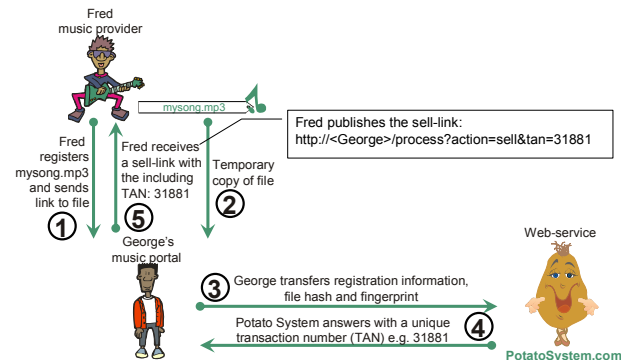 Fred
music provider
mysong.mp3
Fred publishes the sell-link:
http://<George>/process?action=sell&tan=31881
Fred
registers
mysong.mp3
and sends
link to file
1
Fred receives
a sell-link with
the including
TAN: 31881
5
Temporary
copy of file
2
George's
music portal
Web-service
3
George transfers registration information,
file hash and fingerprint
Potato System answers with a unique
transaction number (TAN) e.g. 31881
4
PotatoSystem.com